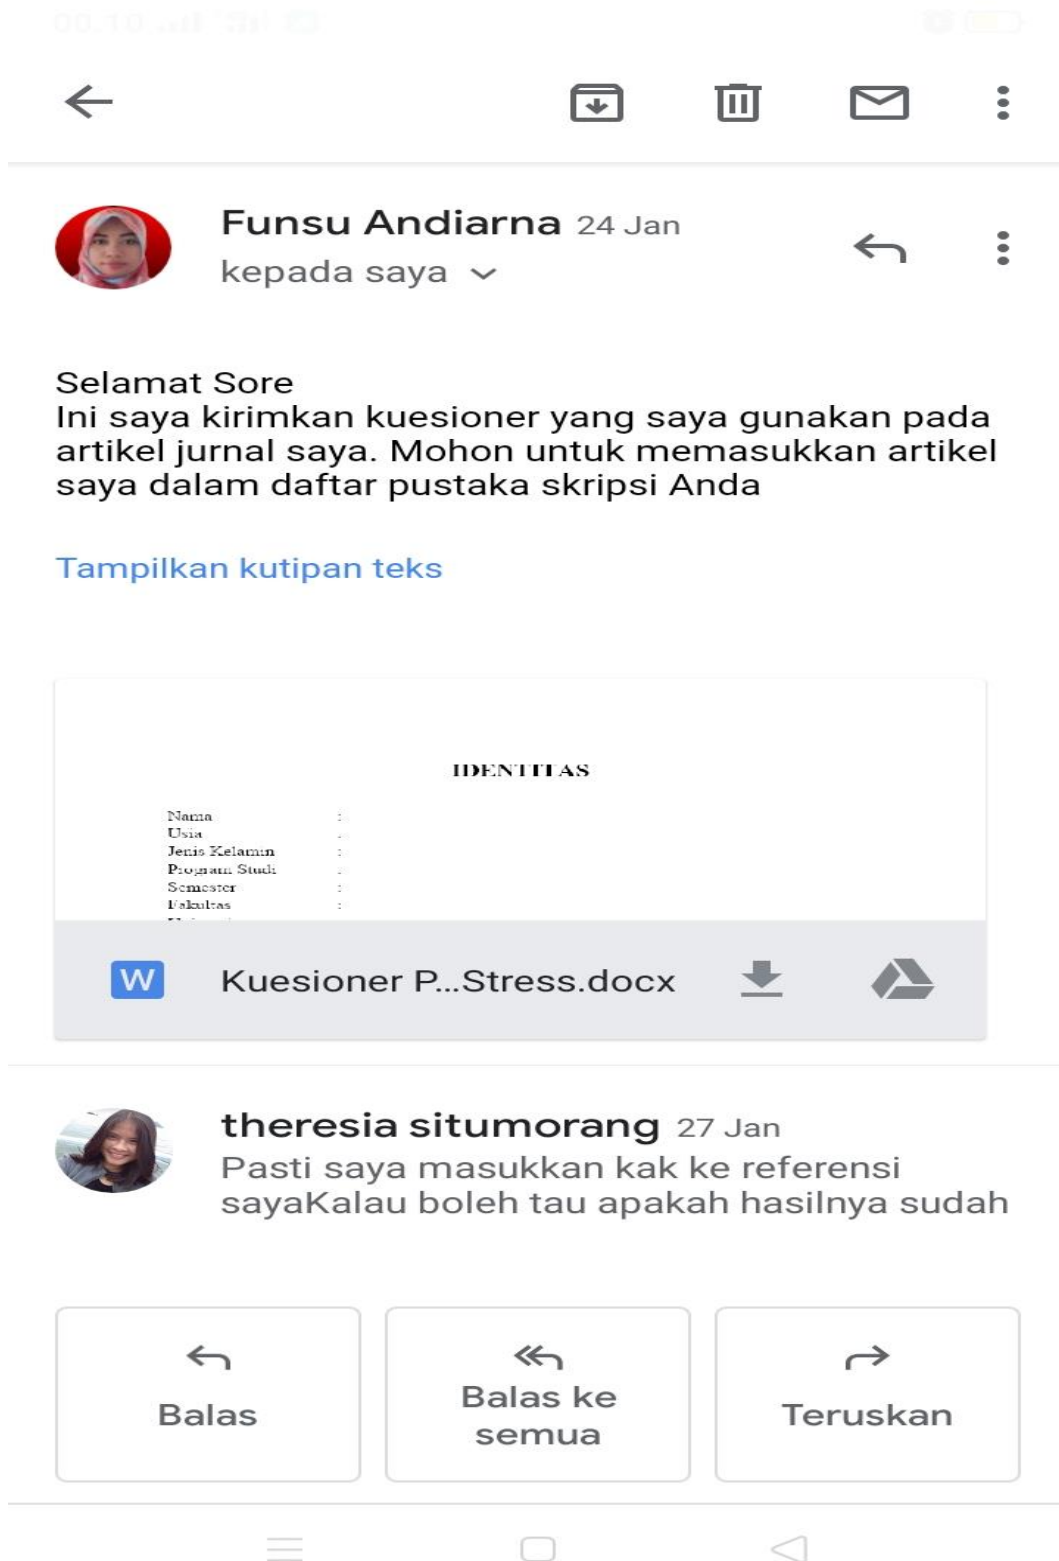 Funsu Andiarna 24 Jan
kepada saya
Selamat Sore
Ini saya kirimkan kuesioner yang saya gunakan pada
artikel jurnal saya. Mohon untuk memasukkan artikel
saya dalam daftar pustaka skripsi Anda
Tampilkan kutipan teks
IDENTITAS
Nama :
Usia :
Jenis Kelamin :
Program Studi :
Semester :
Fakultas :
W Kuesioner P...Stress.docx
theresia situmorang 27 Jan
Pasti saya masukkan kak ke referensi
sayaKalau boleh tau apakah hasilnya sudah
Balas
Balas ke
semua
Teruskan